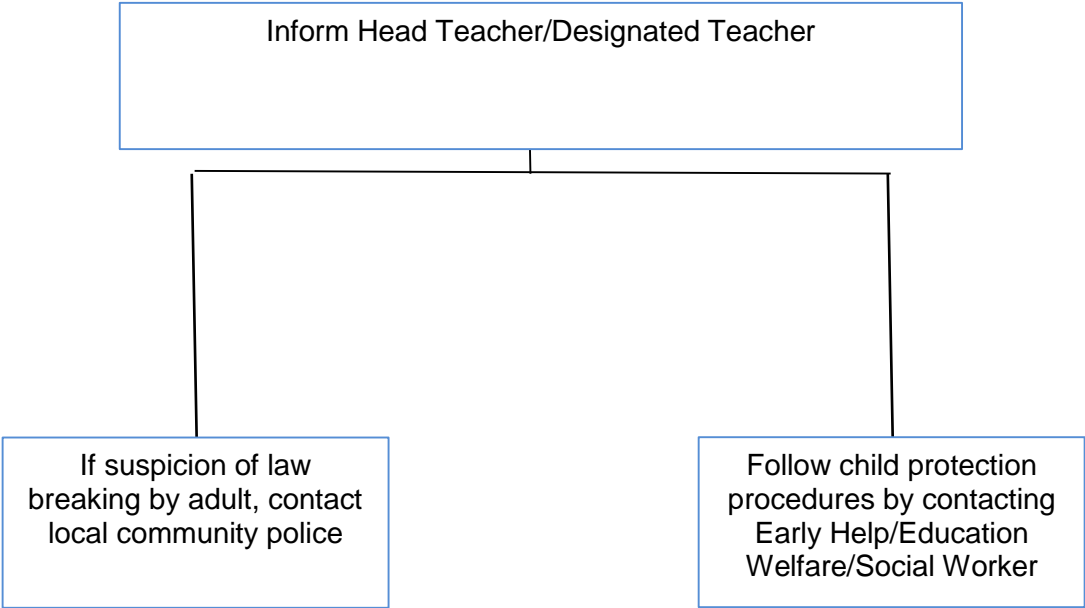 Inform Head Teacher/Designated Teacher
If suspicion of law
breaking by adult, contact
local community police
Follow child protection
procedures by contacting
Early Help/Education
Welfare/Social Worker